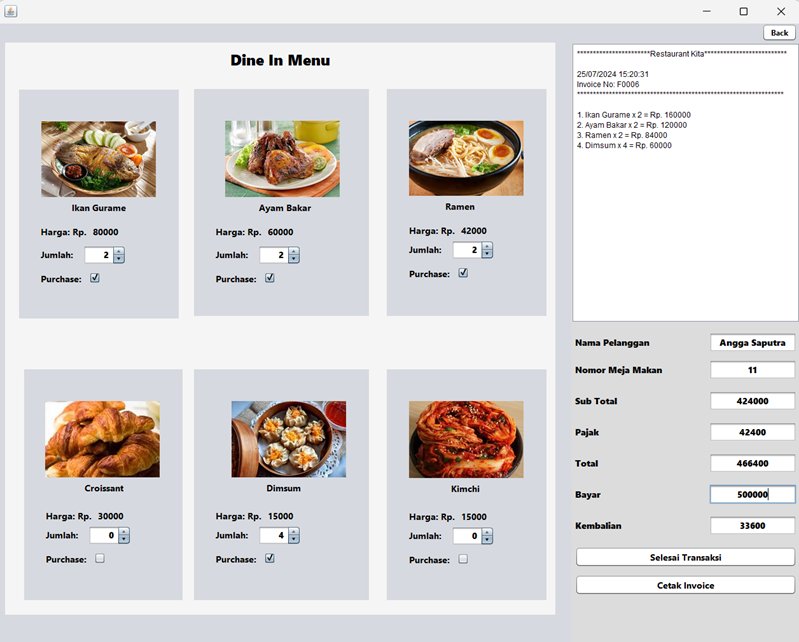 Back
Dine In Menu
Ikan Gurame
Harga: Rp. 80000
Jumlah: 2
Purchase:
Ayam Bakar
Harga: Rp. 60000
Jumlah: 2
Purchase:
Ramen
Harga: Rp. 42000
Jumlah: 2
Purchase:
Croissant
Harga: Rp. 30000
Jumlah: 0
Purchase:
Dimsum
Harga: Rp. 15000
Jumlah: 4
Purchase:
Kimchi
Harga: Rp. 15000
Jumlah: 0
Purchase:
***********************Restaurant Kita**************************
25/07/2024 15:20:31
Invoice No: F0006
*****************************************************************
1. Ikan Gurame x 2 = Rp. 160000
2. Ayam Bakar x 2 = Rp. 120000
3. Ramen x 2 = Rp. 84000
4. Dimsum x 4 = Rp. 60000
Nama Pelanggan Angga Saputra
Nomor Meja Makan 11
Sub Total 424000
Pajak 42400
Total 466400
Bayar 500000
Kembalian 33600
Selesai Transaksi
Cetak Invoice